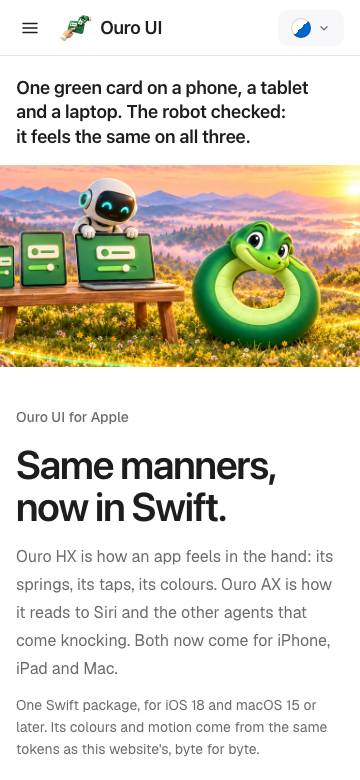 Ouro UI
One green card on a phone, a tablet
and a laptop. The robot checked:
it feels the same on all three.
Ouro UI for Apple
Same manners,
now in Swift.
Ouro HX is how an app feels in the hand: its
springs, its taps, its colours. Ouro AX is how
it reads to Siri and the other agents that
come knocking. Both now come for iPhone,
iPad and Mac.
One Swift package, for iOS 18 and macOS 15 or
later. Its colours and motion come from the same
tokens as this website's, byte for byte.